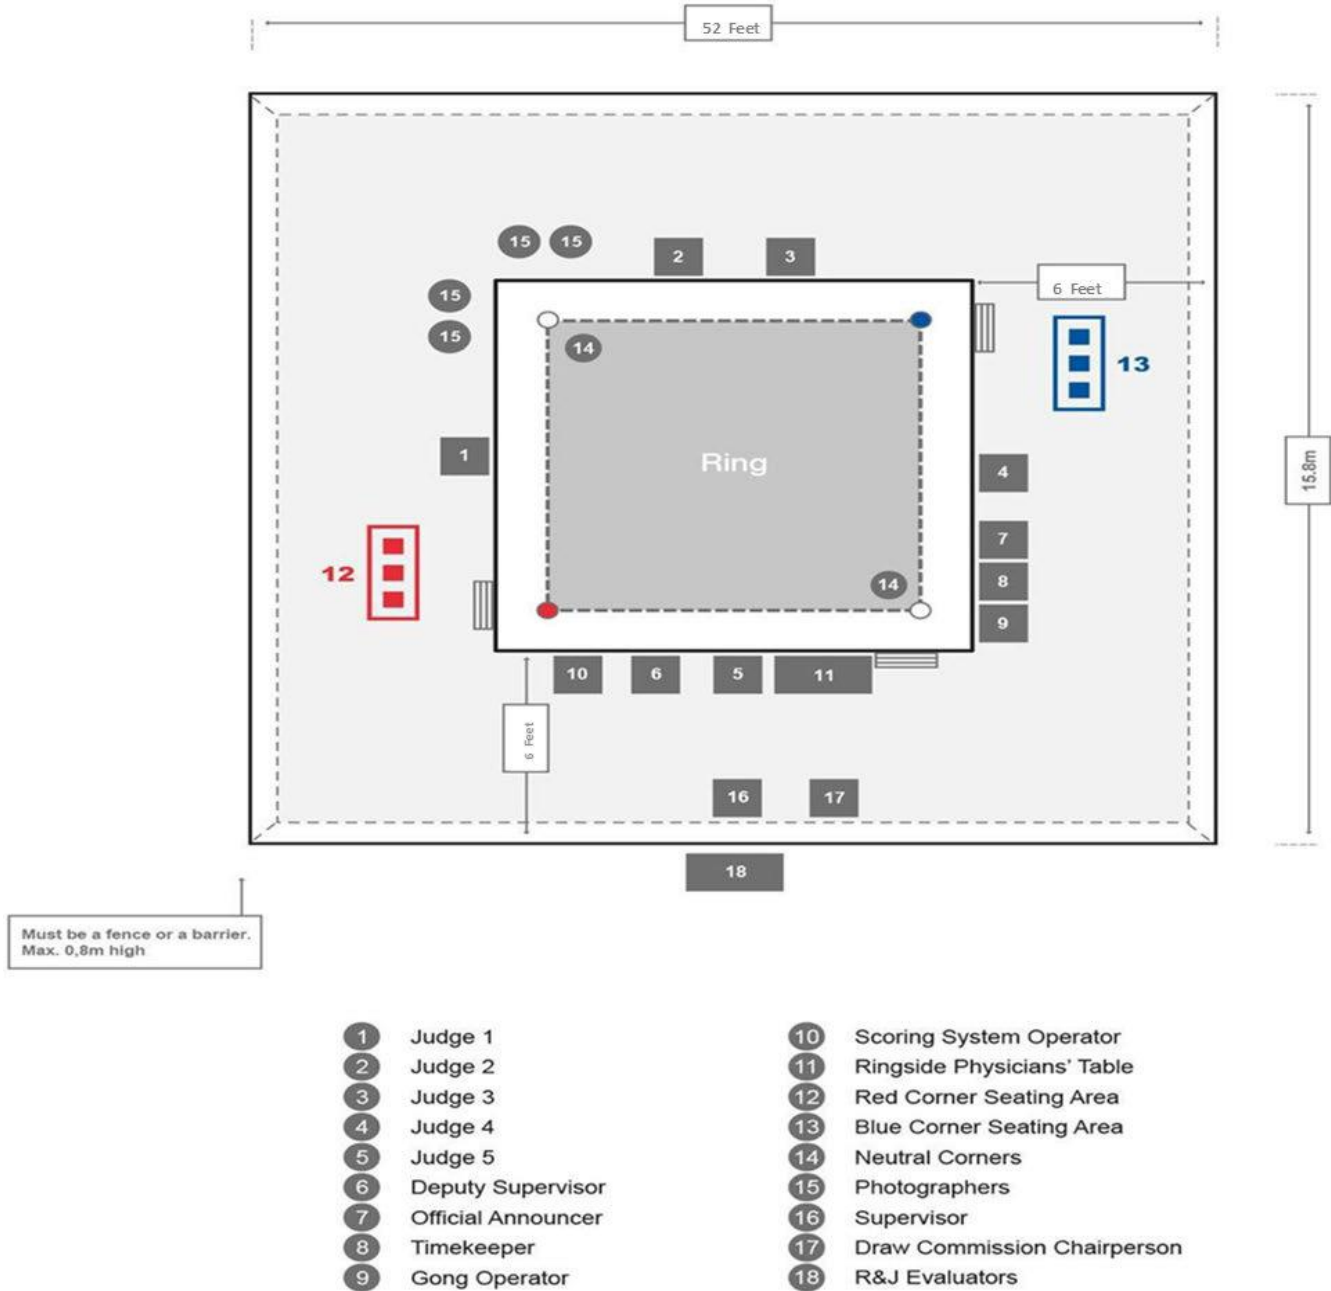 52 Feet
15
15
2
3
15
6 Feet
15
14
13
1
Ring
4
15.8m
7
12
8
14
9
10
6
5
11
6 Feet
16
17
18
Must be a fence or a barrier.
Max. 0,8m high
1 Judge 1
2 Judge 2
3 Judge 3
4 Judge 4
5 Judge 5
6 Deputy Supervisor
7 Official Announcer
8 Timekeeper
9 Gong Operator
10 Scoring System Operator
11 Ringside Physicians' Table
12 Red Corner Seating Area
13 Blue Corner Seating Area
14 Neutral Corners
15 Photographers
16 Supervisor
17 Draw Commission Chairperson
18 R&J Evaluators